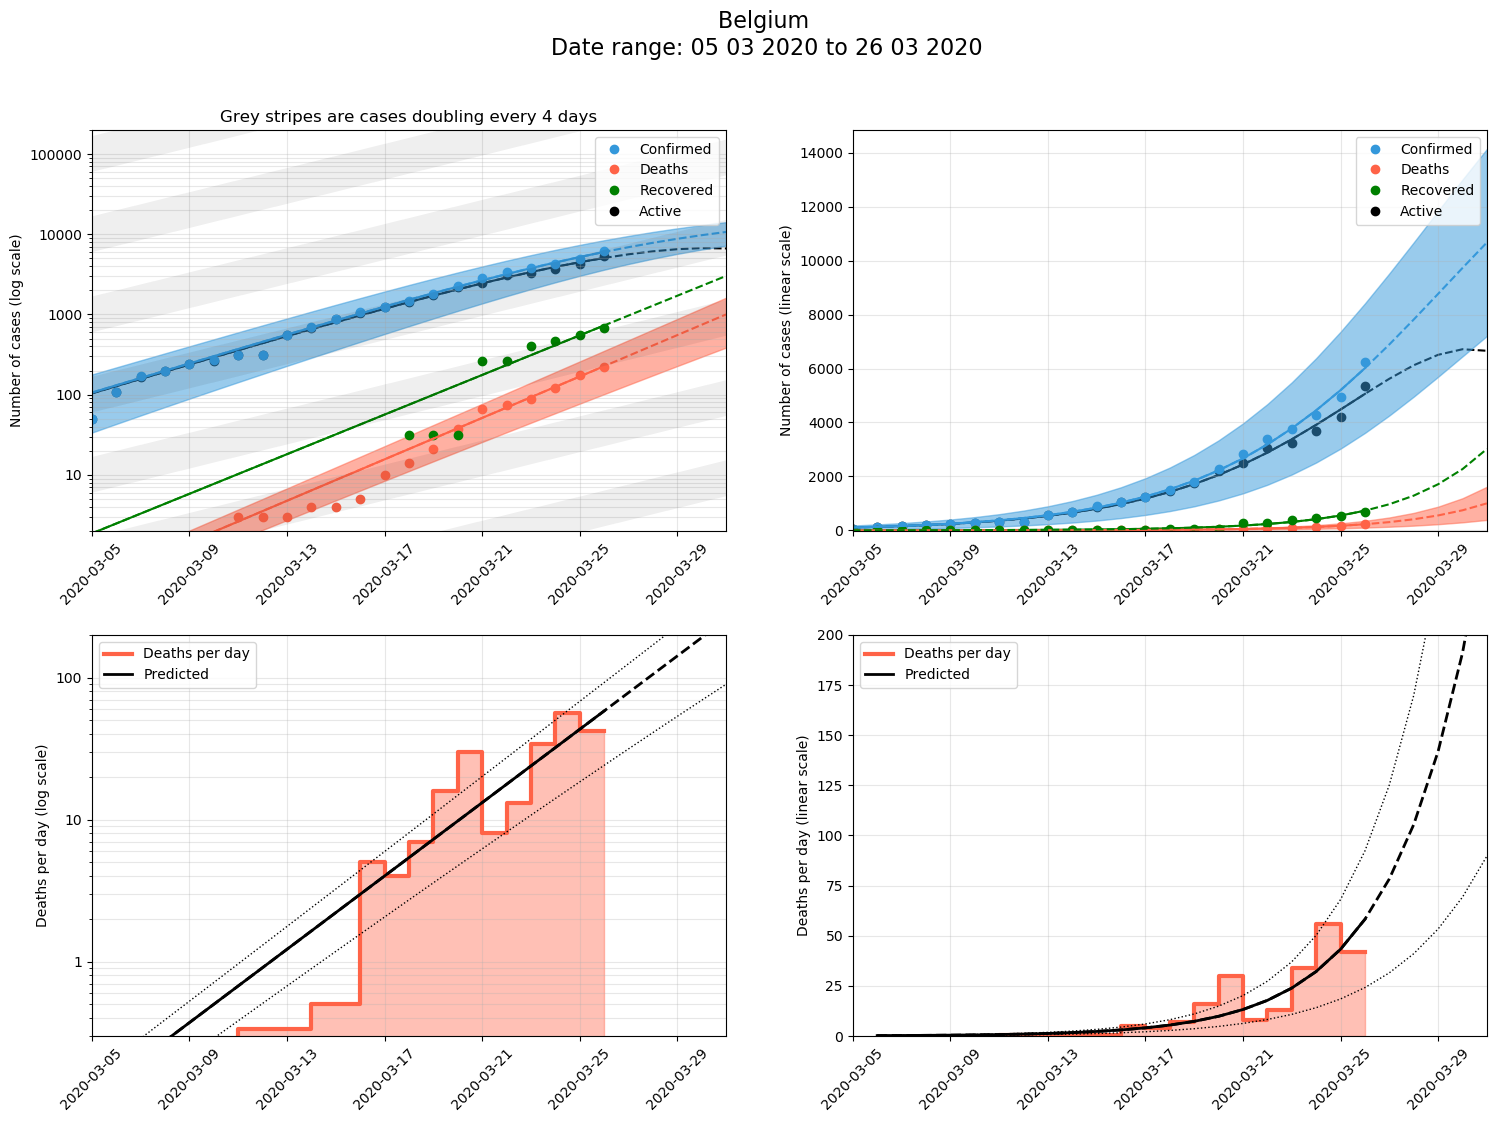 Belgium
Date range: 05 03 2020 to 26 03 2020
Grey stripes are cases doubling every 4 days
Number of cases (log scale)
100000
10000
1000
100
10
Confirmed
Deaths
Recovered
Active
2020-03-05
2020-03-09
2020-03-13
2020-03-17
2020-03-21
2020-03-25
2020-03-29
Number of cases (linear scale)
14000
12000
10000
8000
6000
4000
2000
0
Confirmed
Deaths
Recovered
Active
2020-03-05
2020-03-09
2020-03-13
2020-03-17
2020-03-21
2020-03-25
2020-03-29
Deaths per day (log scale)
100
10
1
Deaths per day
Predicted
2020-03-05
2020-03-09
2020-03-13
2020-03-17
2020-03-21
2020-03-25
2020-03-29
Deaths per day (linear scale)
200
175
150
125
100
75
50
25
0
Deaths per day
Predicted
2020-03-05
2020-03-09
2020-03-13
2020-03-17
2020-03-21
2020-03-25
2020-03-29